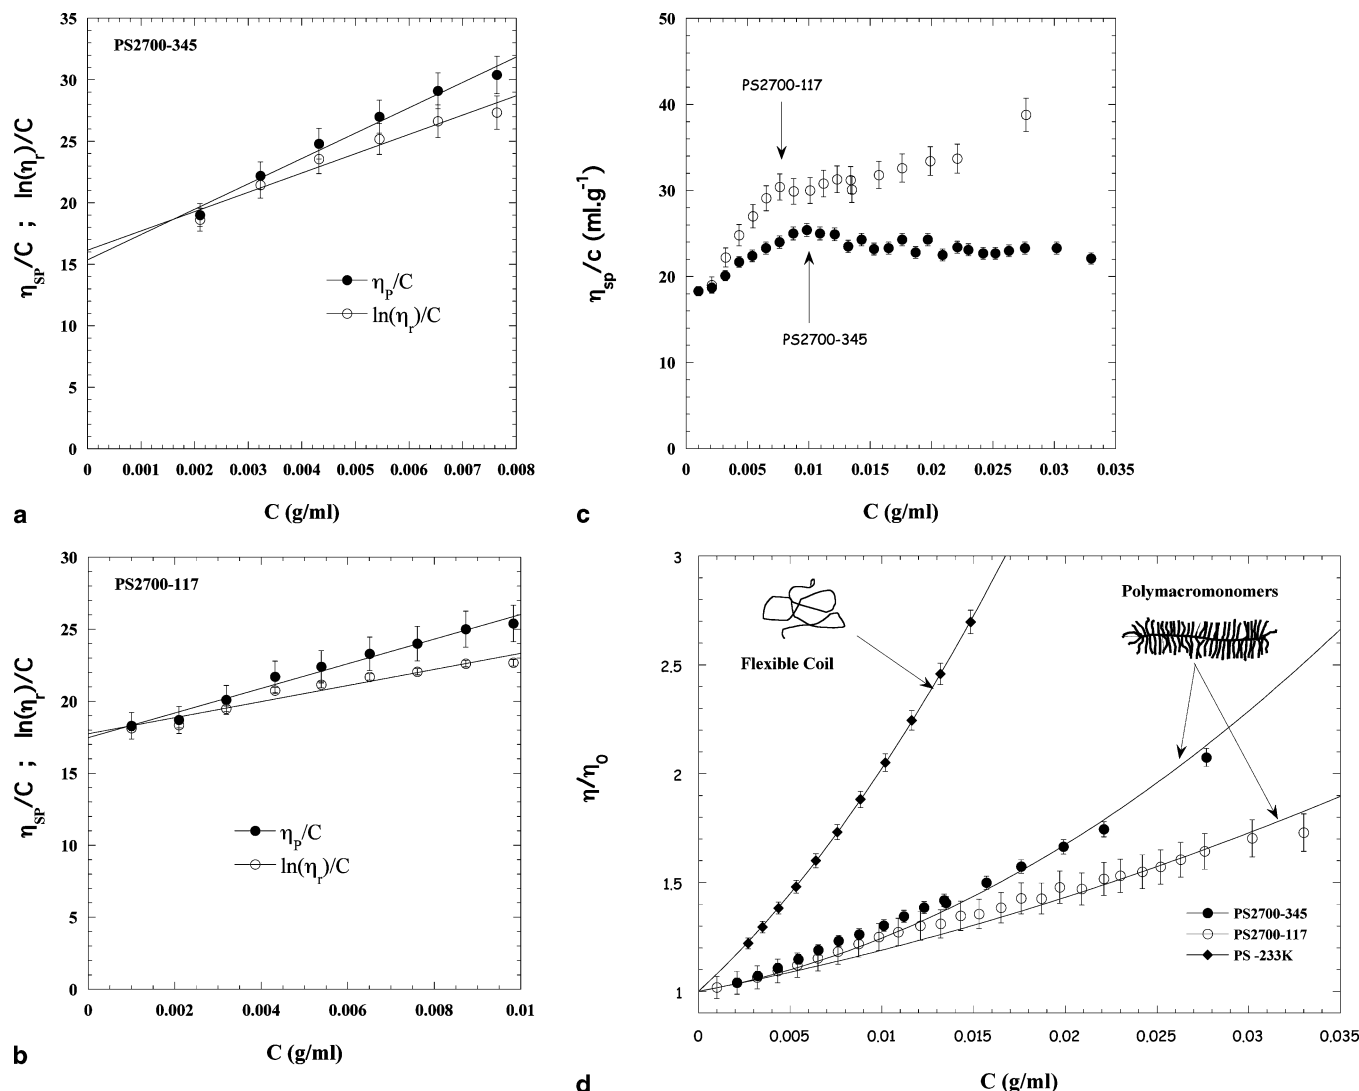 35
30
25
20
15
10
5
0
PS2700-345
η_SP/C ; ln(η_r)/C
η_P/C
ln(η_r)/C
0 0.001 0.002 0.003 0.004 0.005 0.006 0.007 0.008
C (g/ml)
a
50
40
30
20
10
0
PS2700-117
PS2700-345
η_sp/c (ml.g⁻¹)
0 0.005 0.01 0.015 0.02 0.025 0.03 0.035
C (g/ml)
c
30
25
20
15
10
5
0
PS2700-117
η_SP/C ; ln(η_r)/C
η_P/C
ln(η_r)/C
0 0.002 0.004 0.006 0.008 0.01
C (g/ml)
b
3
2,5
2
1.5
1
Flexible Coil
Polymacromonomers
η/η₀
PS2700-345
PS2700-117
PS -233K
0 0.005 0.01 0.015 0.02 0.025 0.03 0.035
C (g/ml)
d